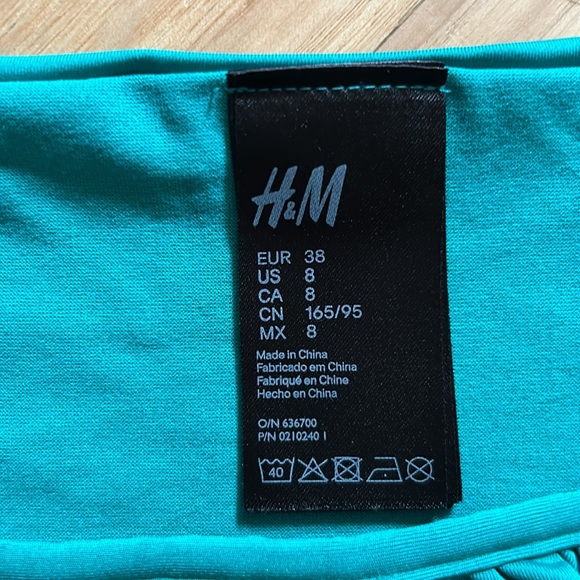 H&M
EUR 38
US 8
CA 8
CN 165/95
MX 8
Made in China
Fabricado em China
Fabriqué en Chine
Hecho en China
O/N 636700
P/N 0210240 1
40